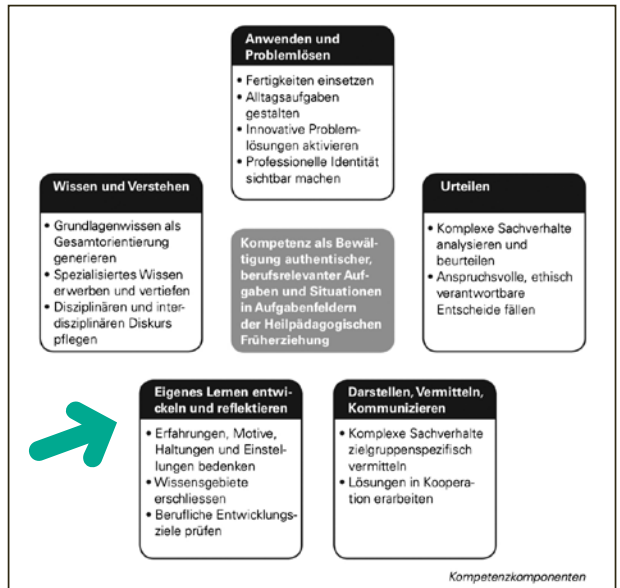 Anwenden und
Problemlösen
• Fertigkeiten einsetzen
• Alltagsaufgaben
gestalten
• Innovative Problem-
lösungen aktivieren
• Professionelle Identität
sichtbar machen
Wissen und Verstehen
• Grundlagenwissen als
Gesamtorientierung
generieren
• Spezialisiertes Wissen
erwerben und vertiefen
• Disziplinären und inter-
disziplinären Diskurs
pflegen
Kompetenz als Bewäl-
tigung authentischer,
berufsrelevanter Auf-
gaben und Situationen
in Aufgabenfeldern
der Heilpädagogischen
Früherziehung
Urteilen
• Komplexe Sachverhalte
analysieren und
beurteilen
• Anspruchsvolle, ethisch
verantwortbare
Entscheide fällen
Eigenes Lernen entwi-
ckeln und reflektieren
• Erfahrungen, Motive,
Haltungen und Einstel-
lungen bedenken
• Wissensgebiete
erschliessen
• Berufliche Entwicklungs-
ziele prüfen
Darstellen, Vermitteln,
Kommunizieren
• Komplexe Sachverhalte
zielgruppenspezifisch
vermitteln
• Lösungen in Koopera-
tion erarbeiten
Kompetenzkomponenten